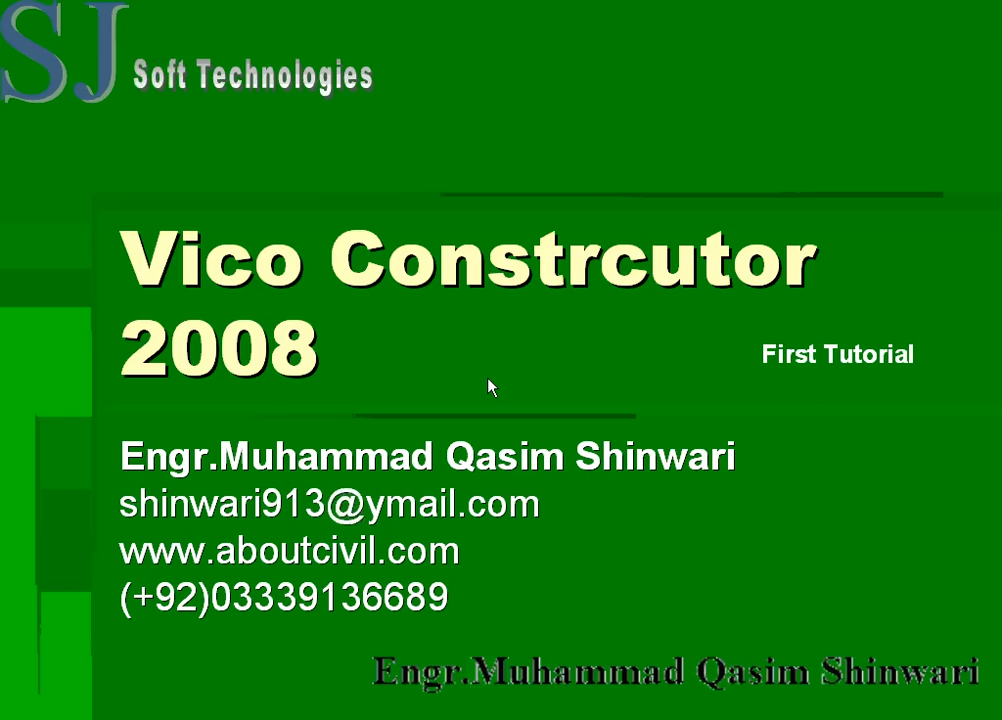 SJ Soft Technologies
Vico Constrcutor
2008
First Tutorial
Engr.Muhammad Qasim Shinwari
shinwari913@ymail.com
www.aboutcivil.com
(+92)03339136689
Engr.Muhammad Qasim Shinwari